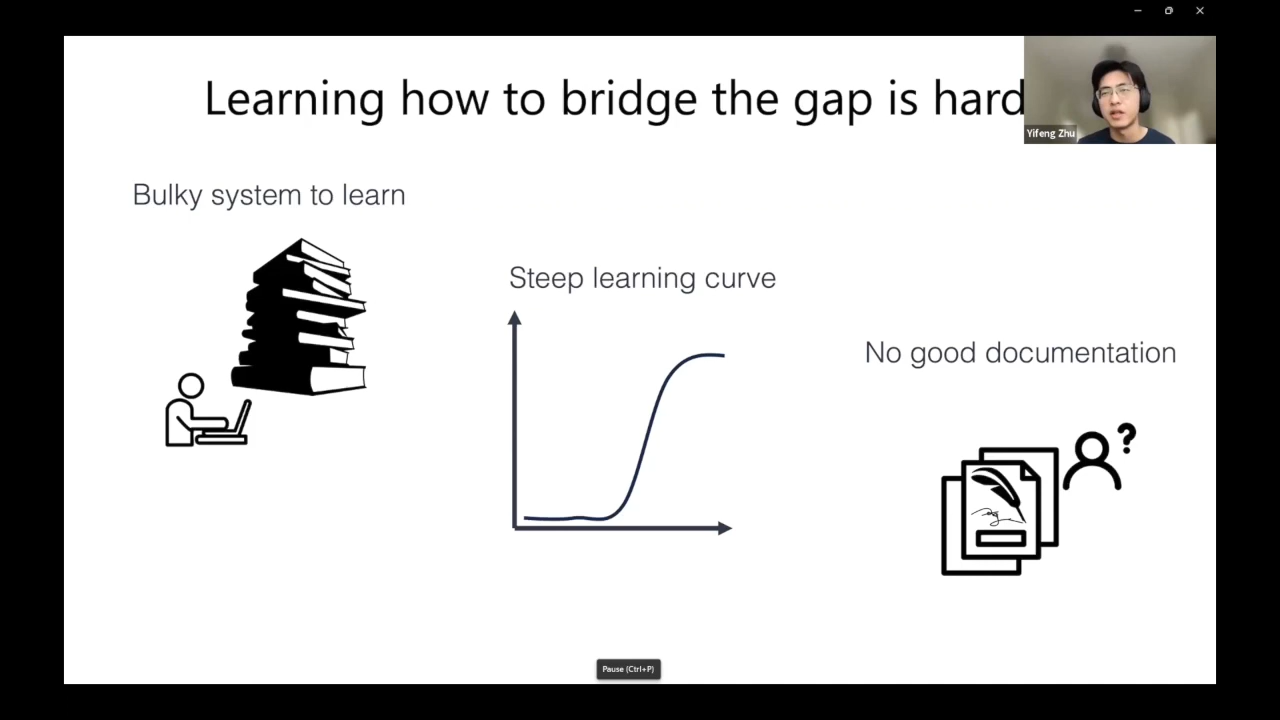 Learning how to bridge the gap is hard
Yifeng Zhu
Bulky system to learn
Steep learning curve
No good documentation
?
Pause (Ctrl+P)